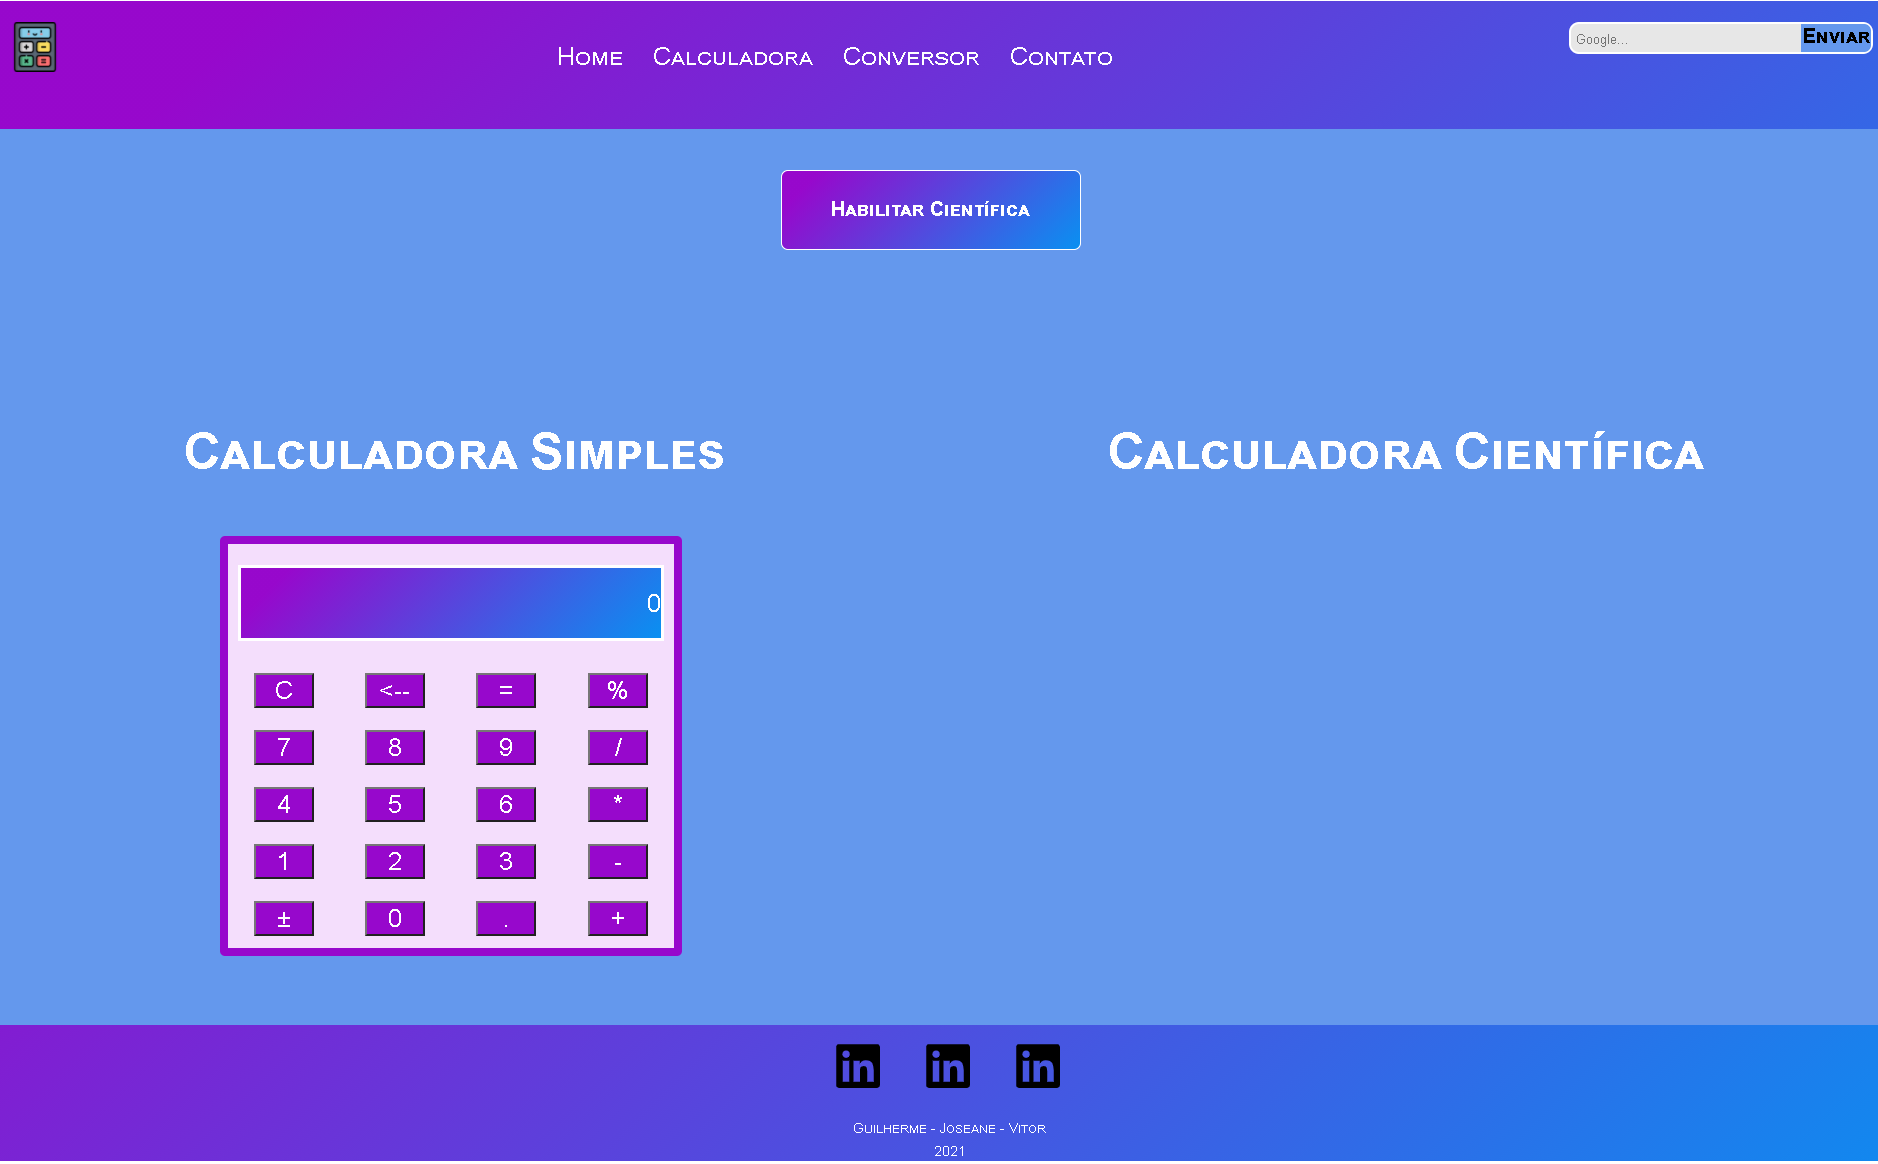 Home Calculadora Conversor Contato
Google...
Enviar
Habilitar Científica
Calculadora Simples
Calculadora Científica
0
C <-- = %
7 8 9 /
4 5 6 *
1 2 3 -
± 0 . +
in in in
Guilherme - Joseane - Vitor
2021